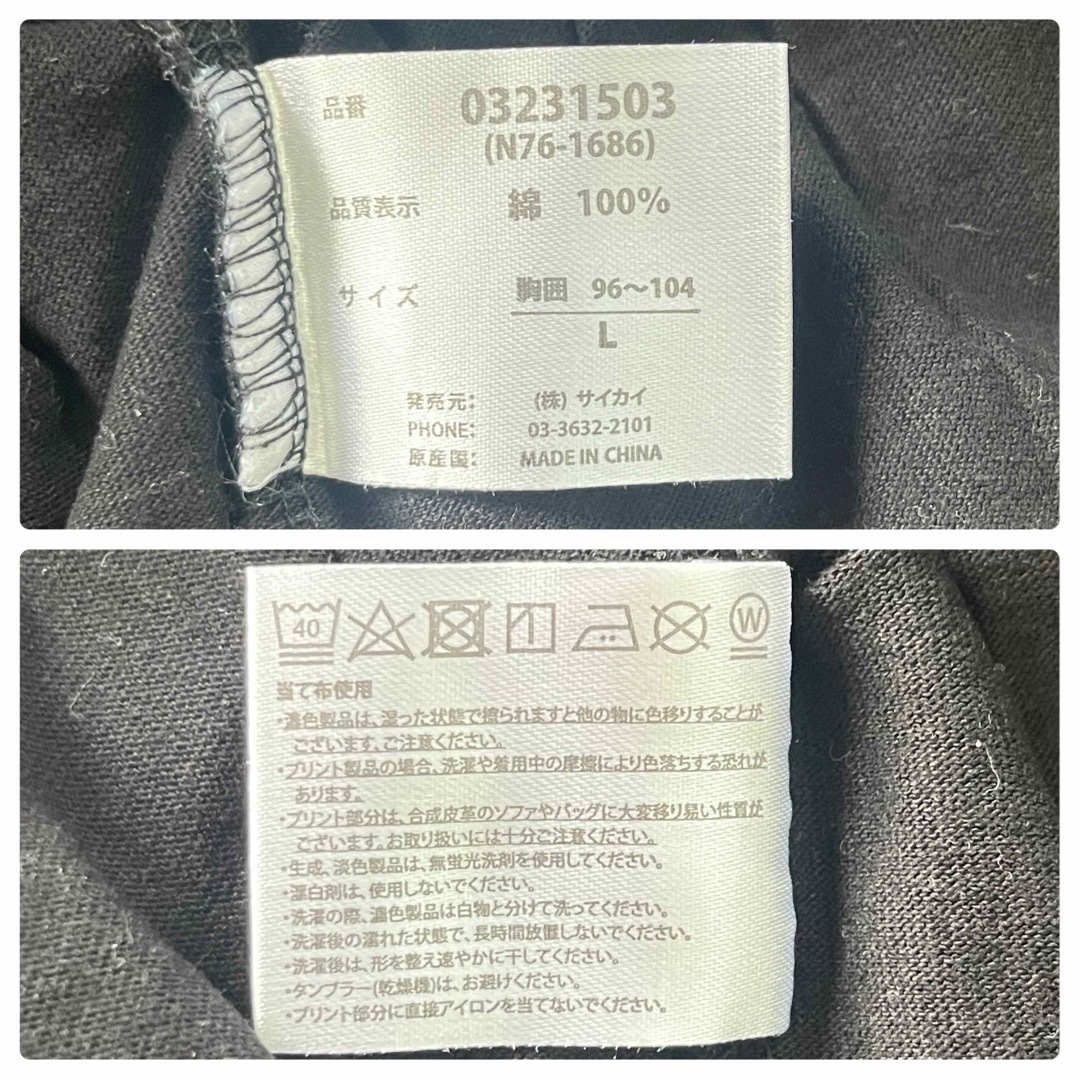 品番 03231503
(N76-1686)
品質表示 綿 100%
サイズ 胸囲 96～104
L
発売元: (株) サイカイ
PHONE: 03-3632-2101
原産国: MADE IN CHINA
40 W
当て布使用
・濃色製品は、湿った状態で擦られますと他の物に色移りすることが
ございます、ご注意ください。
・プリント製品の場合、洗濯や着用中の摩擦により色落ちする恐れが
あります。
・プリント部分は、合成皮革のソファやバッグに大変移り易い性質が
ございます。お取り扱いには十分ご注意ください。
・生成、淡色製品は、無蛍光洗剤を使用してください。
・漂白剤は、使用しないでください。
・洗濯の際、濃色製品は白物と分けて洗ってください。
・洗濯後の濡れた状態で、長時間放置しないでください。
・洗濯後は、形を整え速やかに干してください。
・タンブラー(乾燥機)は、お避けください。
・プリント部分に直接アイロンを当てないでください。